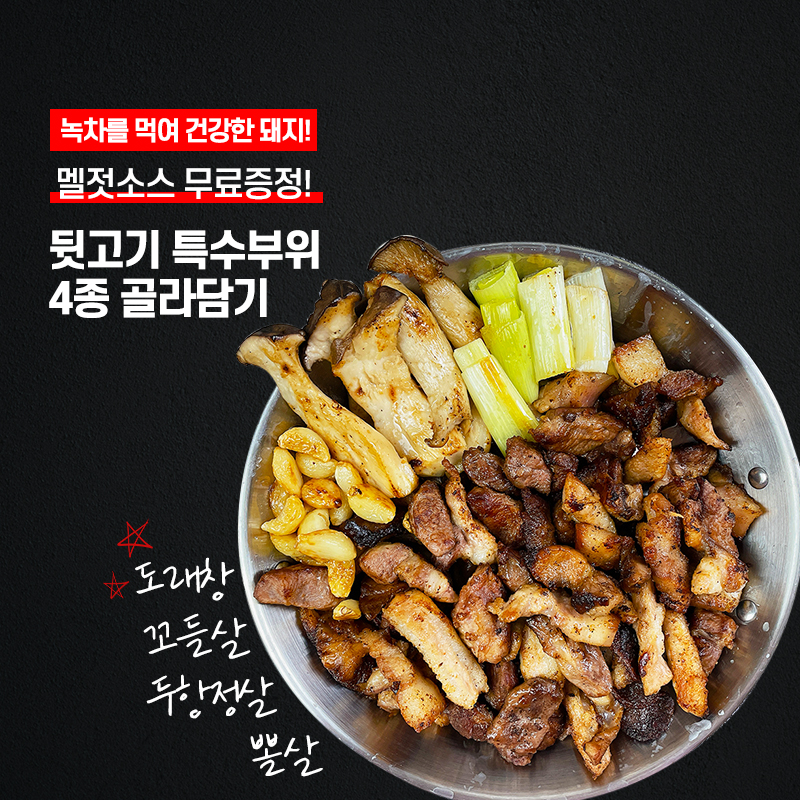 녹차를 먹여 건강한 돼지!
멜젓소스 무료증정!
뒷고기 특수부위
4종 골라담기
도래창
꼬들살
두항정살
뽈살